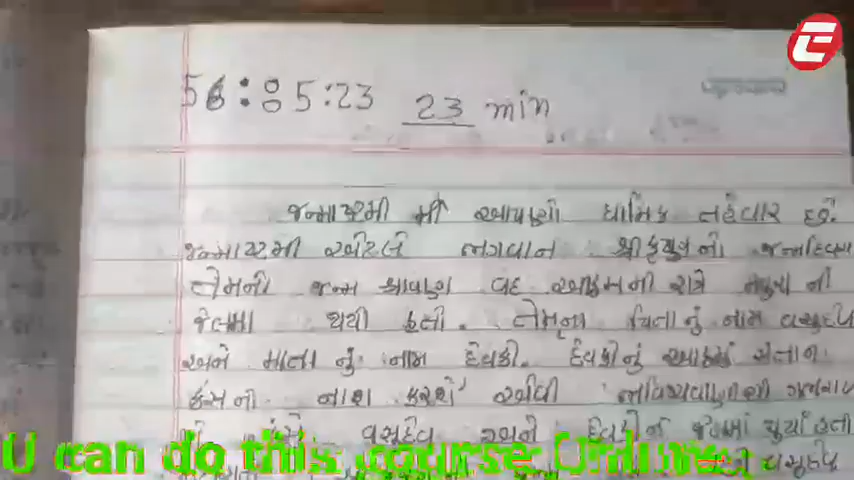 56:05:23 23 min
જન્માષ્ટમી એ આપણો ધાર્મિક તહેવાર છે.
જન્માષ્ટમી એટલે ભગવાન શ્રીકૃષ્ણનો જન્મદિવસ
તેમનો જન્મ શ્રાવણ વદ આઠમની રાત્રે મથુરા ની
જેલમાં થયો હતો. તેમના પિતાનું નામ વસુદેવ
અને માતા નું નામ દેવકી. દેવકીનું આઠમું સંતાન
કંસ નો નાશ કરશે એવી ભવિષ્યવાણીથી
કંસે વસુદેવ અને દેવકીને જેલમાં પુર્યા હતા
U can do this course Online
વસુદેવ